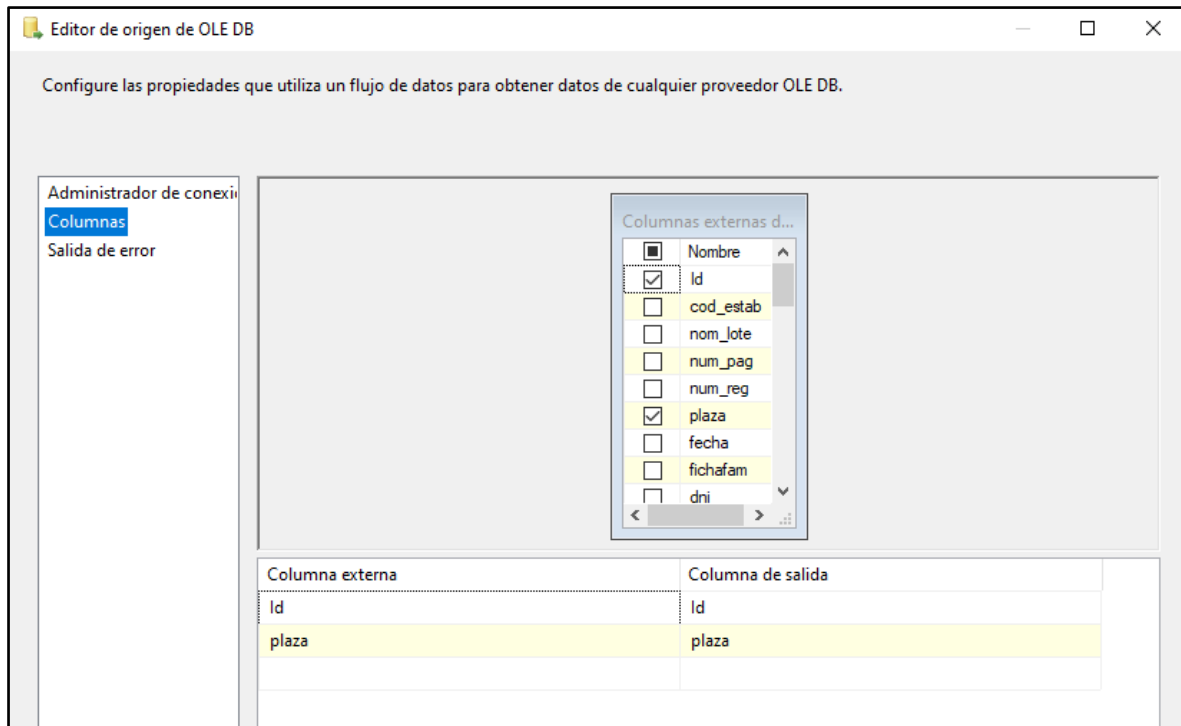 Editor de origen de OLE DB
Configure las propiedades que utiliza un flujo de datos para obtener datos de cualquier proveedor OLE DB.
Administrador de conexi
Columnas
Salida de error
Columnas externas d...
Nombre
Id
cod_estab
nom_lote
num_pag
num_reg
plaza
fecha
fichafam
dni
Columna externa Columna de salida
Id Id
plaza plaza